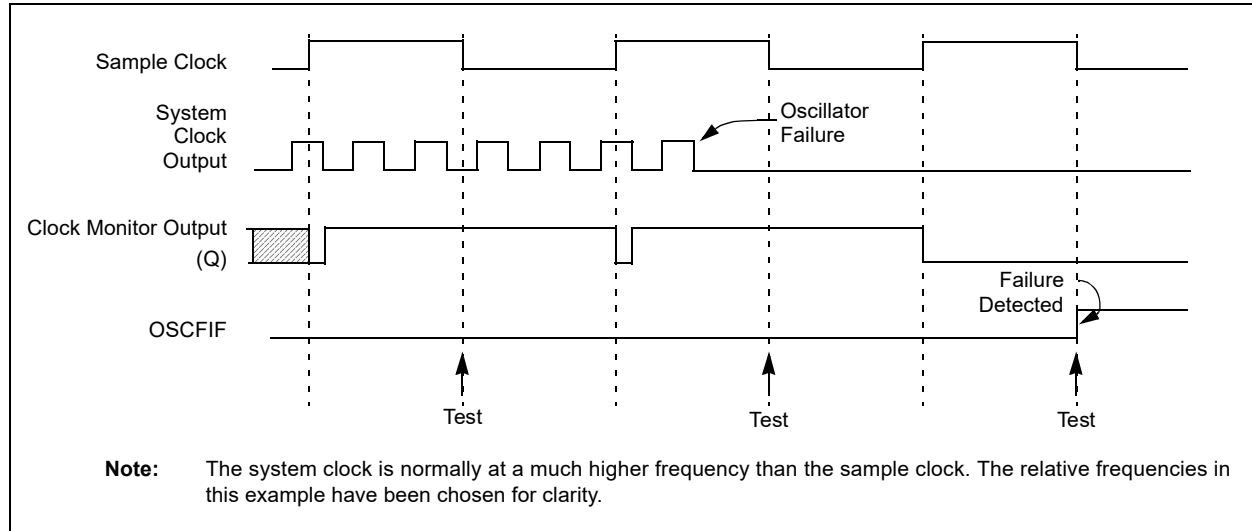 Sample Clock
System
Clock
Output
Oscillator
Failure
Clock Monitor Output
(Q)
Failure
Detected
OSCFIF
Test
Test
Test
Note: The system clock is normally at a much higher frequency than the sample clock. The relative frequencies in
this example have been chosen for clarity.